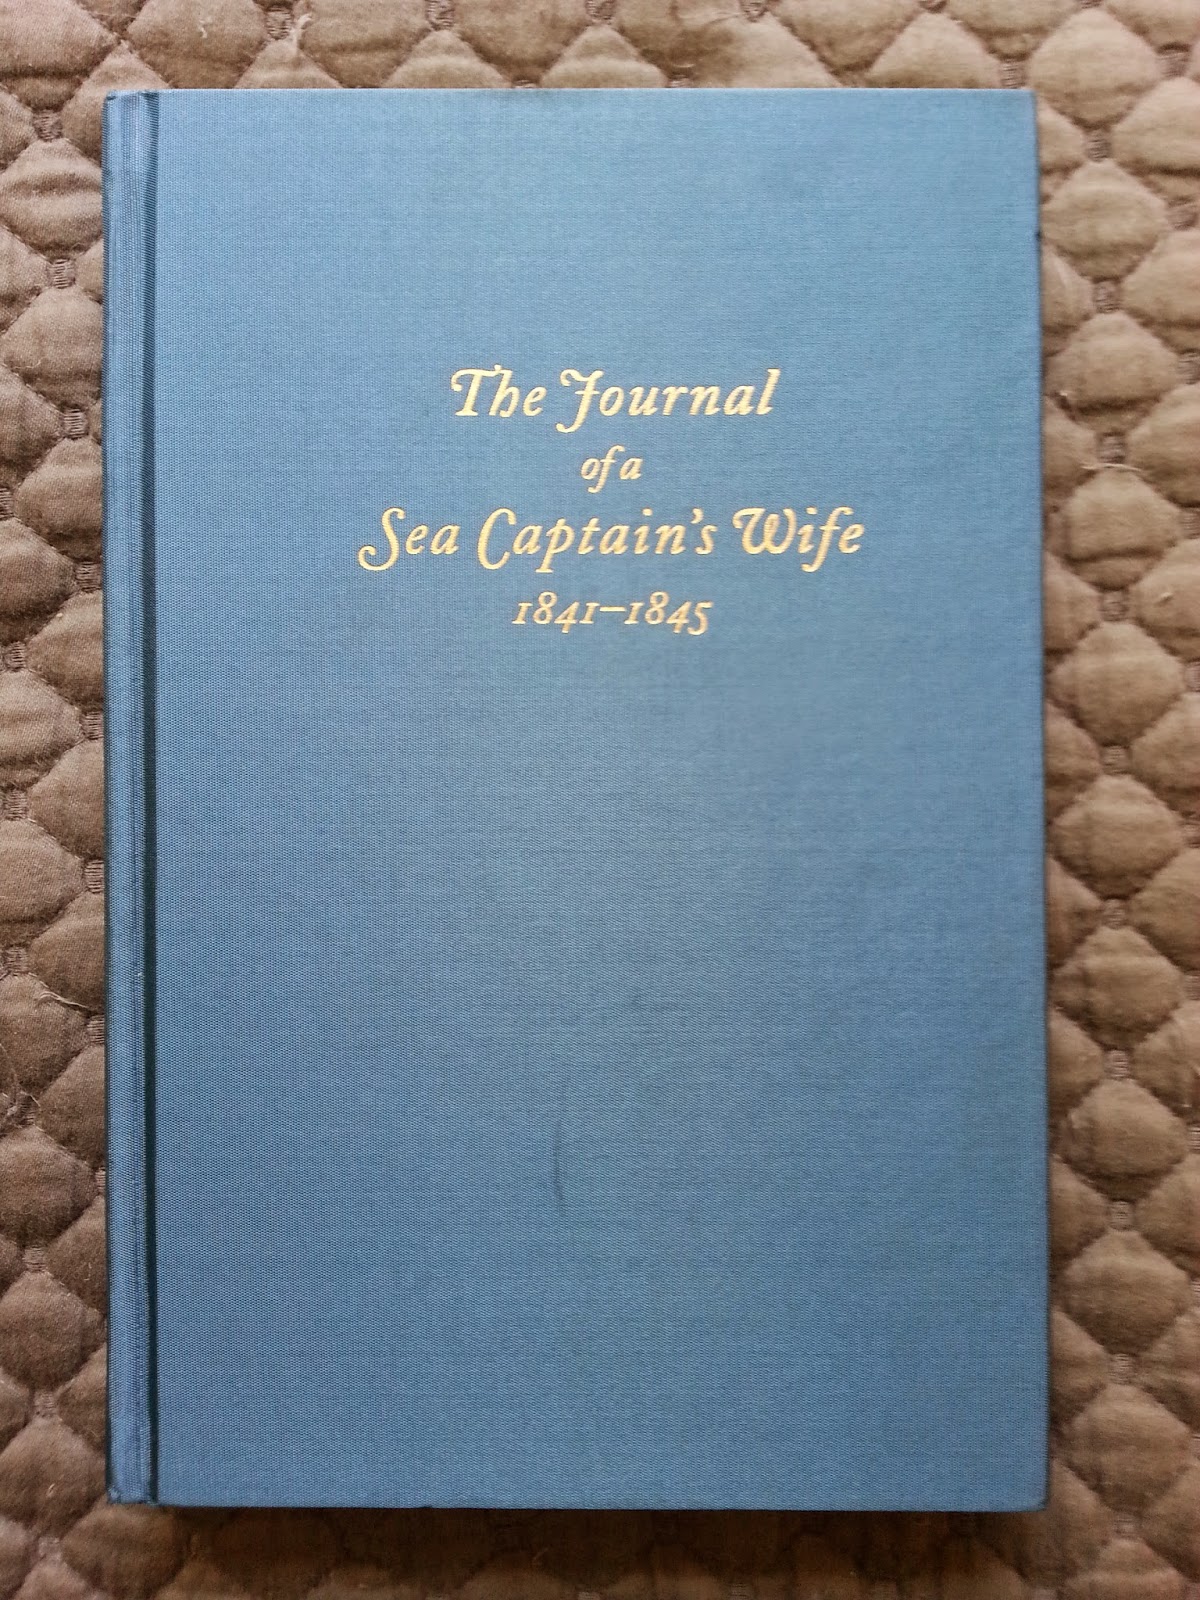 The Journal
of a
Sea Captain's Wife
1841–1845